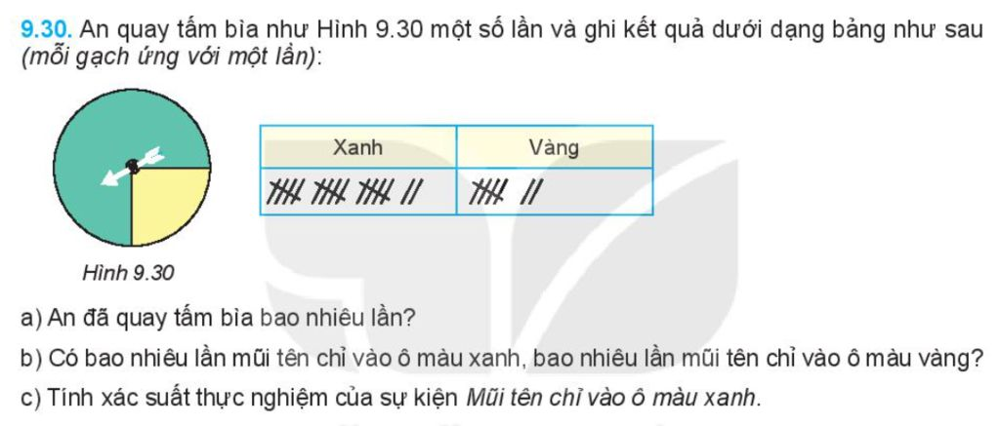 9.30. An quay tấm bìa như Hình 9.30 một số lần và ghi kết quả dưới dạng bảng như sau
(mỗi gạch ứng với một lần):
Xanh Vàng
Hình 9.30
a) An đã quay tấm bìa bao nhiêu lần?
b) Có bao nhiêu lần mũi tên chỉ vào ô màu xanh, bao nhiêu lần mũi tên chỉ vào ô màu vàng?
c) Tính xác suất thực nghiệm của sự kiện Mũi tên chỉ vào ô màu xanh.